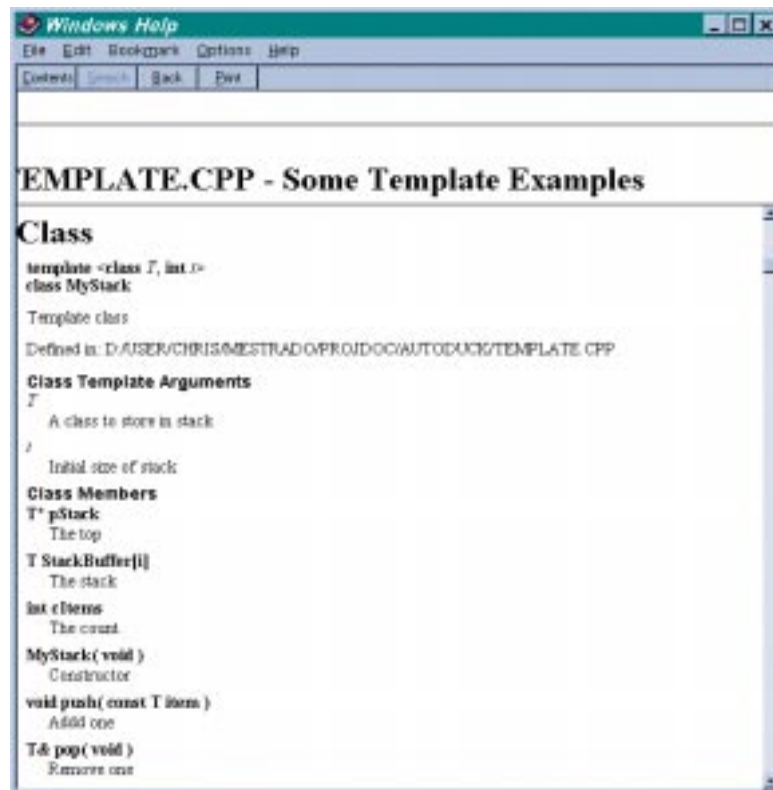 Windows Help
File Edit Bookmark Options Help
Contents Search Back Print
TEMPLATE.CPP - Some Template Examples
Class
template <class T, int i>
class MyStack
Template class
Defined in: D:/USER/CHRIS/MESTRADO/PROJDOC/AUTODUCK/TEMPLATE.CPP
Class Template Arguments
T
A class to store in stack
i
Initial size of stack
Class Members
T* pStack
The top
T StackBuffer[i]
The stack
int cItems
The count.
MyStack( void )
Constructor
void push( const T item )
Addd one
T& pop( void )
Remove one